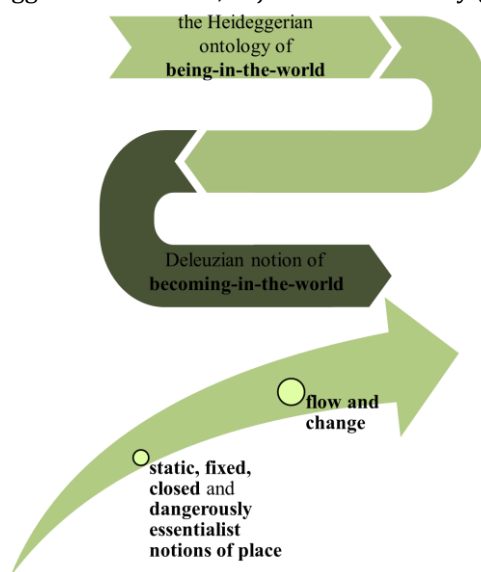 the Heideggerian
ontology of
being-in-the-world
Deleuzian notion of
becoming-in-the-world
flow and
change
static, fixed,
closed and
dangerously
essentialist
notions of place